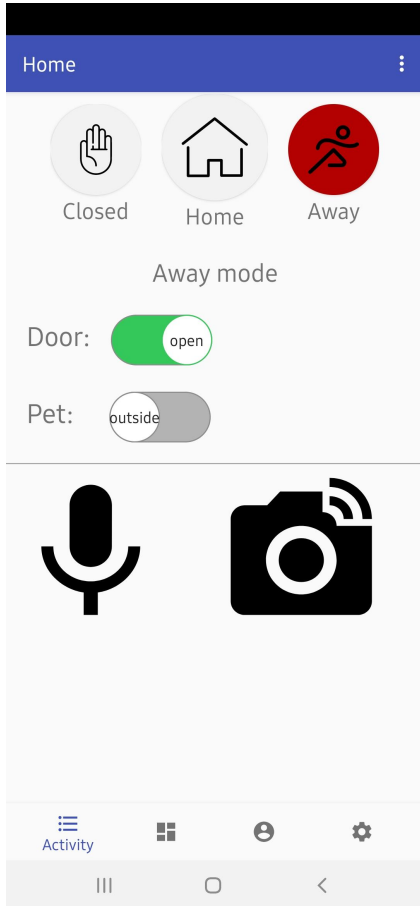 Home
Closed
Home
Away
Away mode
Door: open
Pet: outside
Activity